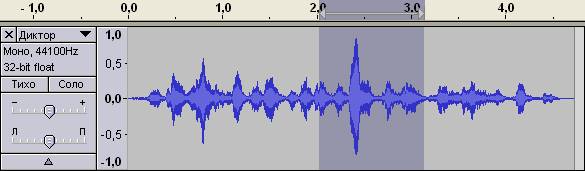 - 1,0 0,0 1,0 2,0 3,0 4,0
× Диктор ▼
Моно, 44100Hz
32-bit float
Тихо Соло
- +
Л П
1,0
0,5
0,0
-0,5
-1,0